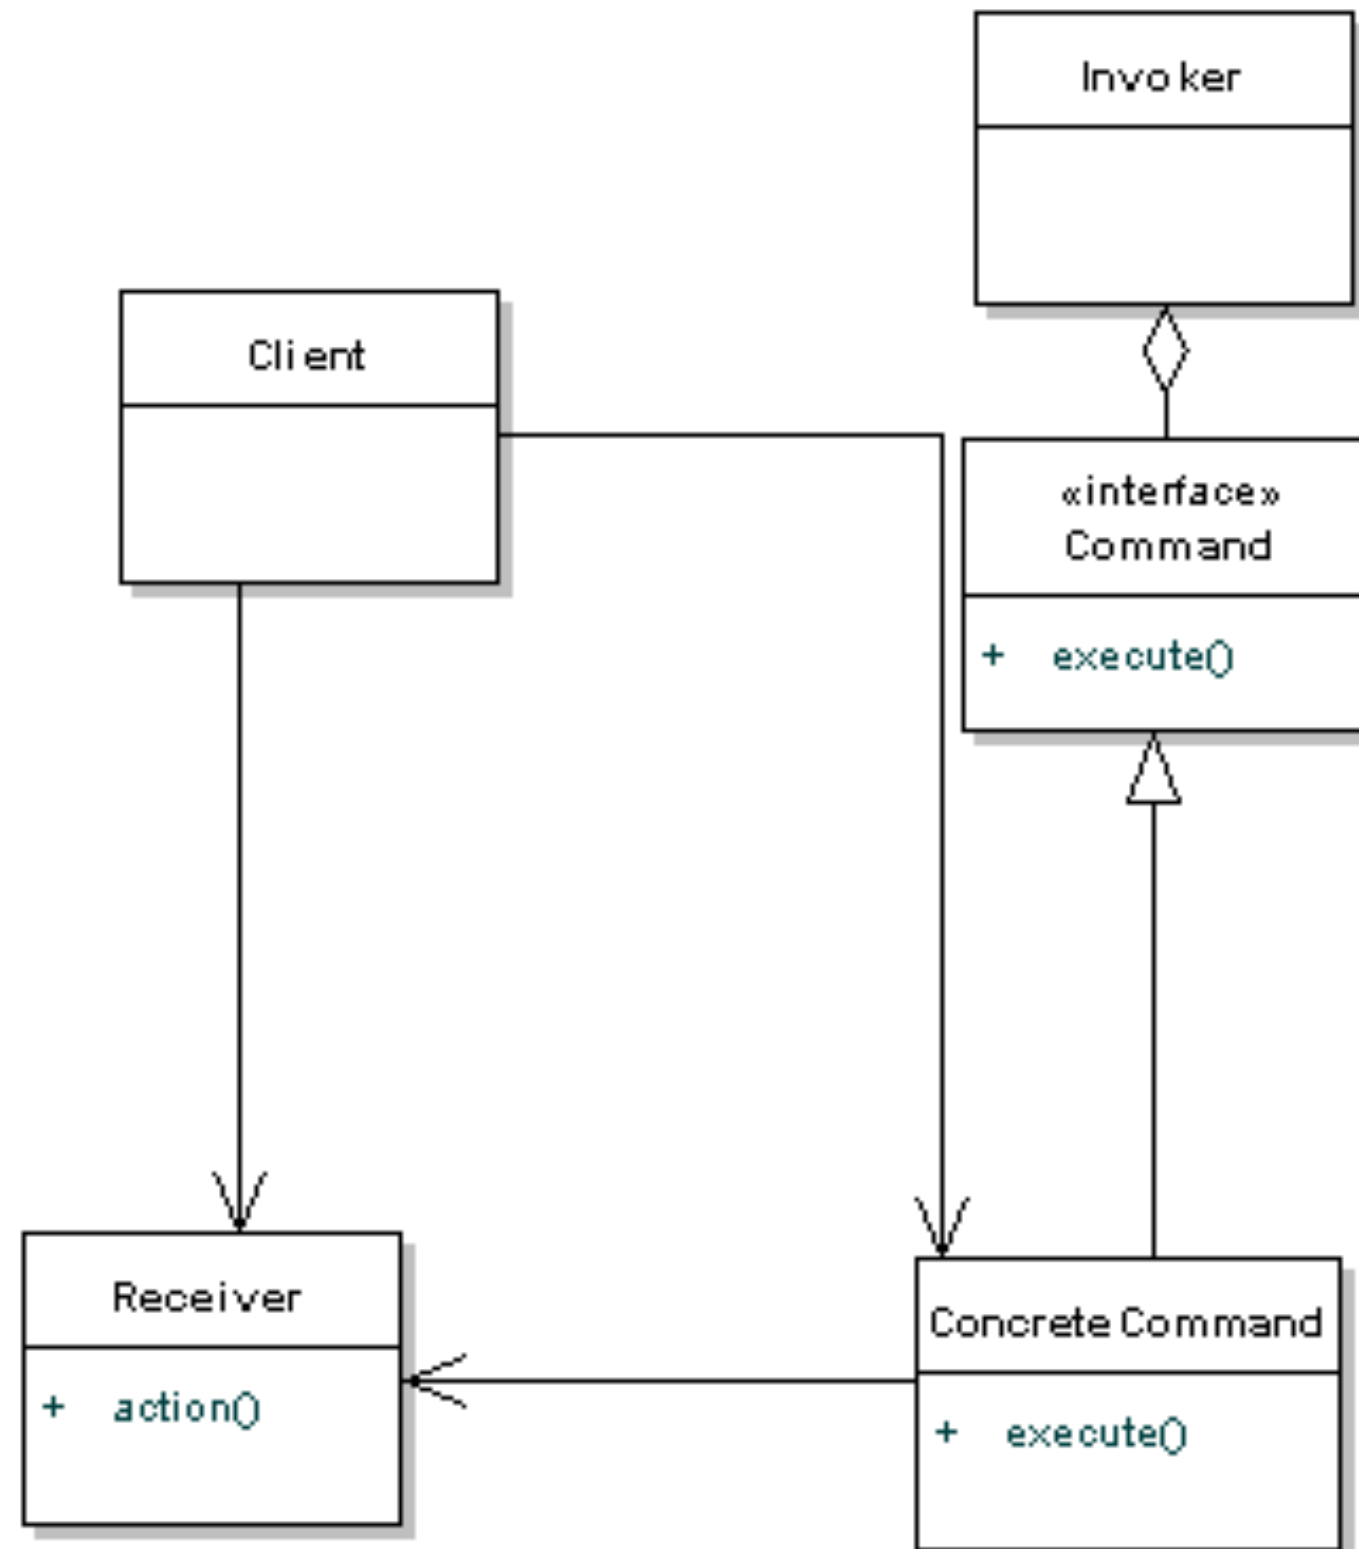 Invoker
Client
«interface»
Command
+ execute()
Receiver
+ action()
Concrete Command
+ execute()